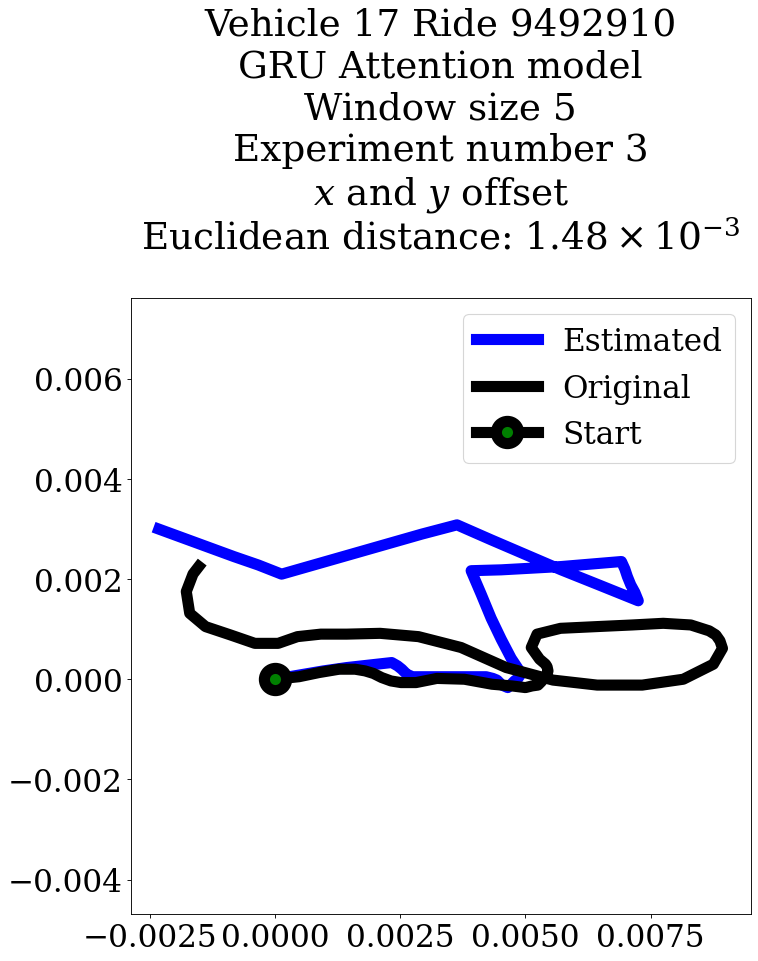 Vehicle 17 Ride 9492910
GRU Attention model
Window size 5
Experiment number 3
x and y offset
Euclidean distance: 1.48 × 10⁻³
Estimated
Original
Start
0.006
0.004
0.002
0.000
−0.002
−0.004
−0.0025 0.0000 0.0025 0.0050 0.0075